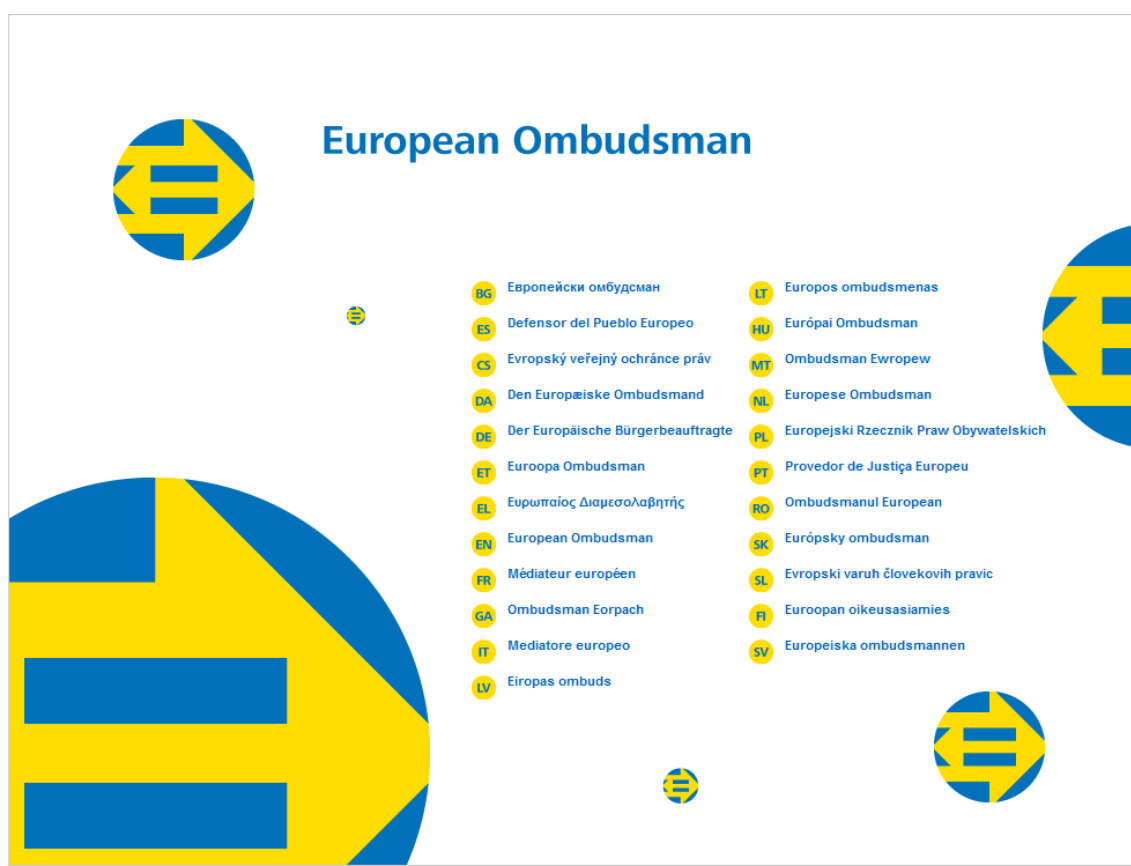 European Ombudsman
BG Европейски омбудсман
ES Defensor del Pueblo Europeo
CS Evropský veřejný ochránce práv
DA Den Europæiske Ombudsmand
DE Der Europäische Bürgerbeauftragte
ET Euroopa Ombudsman
EL Ευρωπαίος Διαμεσολαβητής
EN European Ombudsman
FR Médiateur européen
GA Ombudsman Eorpach
IT Mediatore europeo
LV Eiropas ombuds
LT Europos ombudsmenas
HU Európai Ombudsman
MT Ombudsman Ewropew
NL Europese Ombudsman
PL Europejski Rzecznik Praw Obywatelskich
PT Provedor de Justiça Europeu
RO Ombudsmanul European
SK Európsky ombudsman
SL Evropski varuh človekovih pravic
FI Euroopan oikeusasiamies
SV Europeiska ombudsmannen